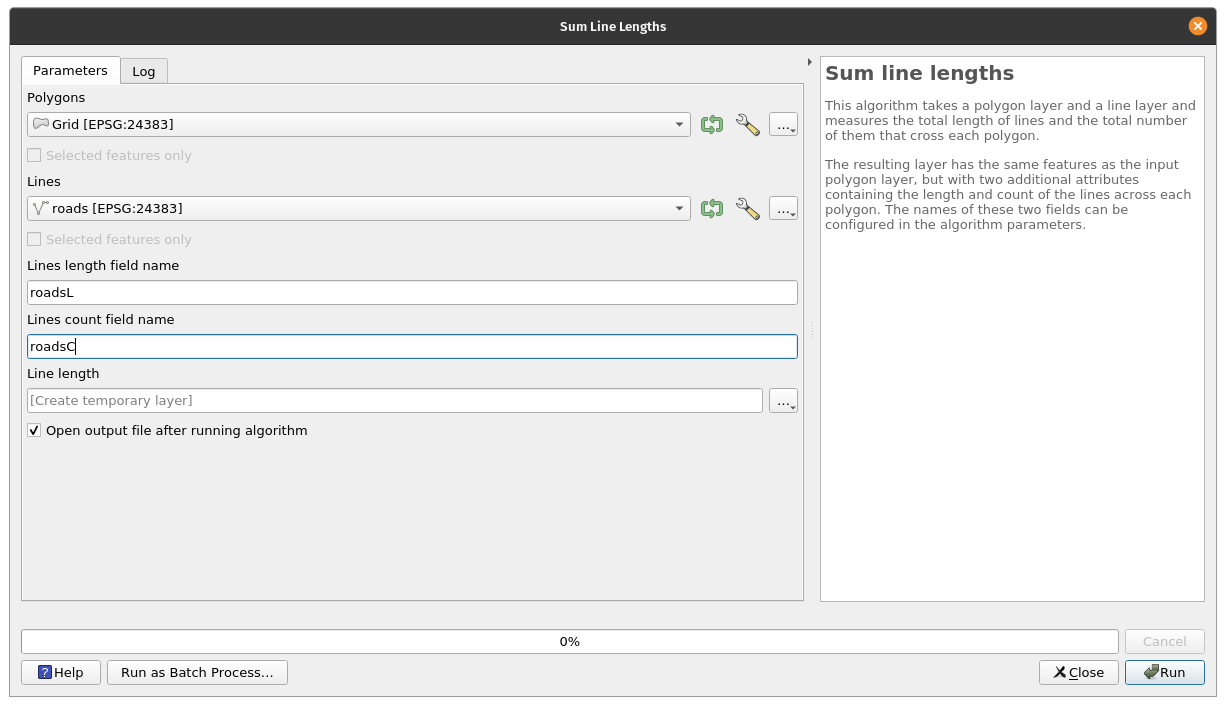 Sum Line Lengths
Parameters
Log
Polygons
Grid [EPSG:24383]
...
Selected features only
Lines
roads [EPSG:24383]
...
Selected features only
Lines length field name
roadsL
Lines count field name
roadsC
Line length
[Create temporary layer]
...
Open output file after running algorithm
Sum line lengths
This algorithm takes a polygon layer and a line layer and
measures the total length of lines and the total number
of them that cross each polygon.
The resulting layer has the same features as the input
polygon layer, but with two additional attributes
containing the length and count of the lines across each
polygon. The names of these two fields can be
configured in the algorithm parameters.
0%
Cancel
? Help
Run as Batch Process...
Close
Run